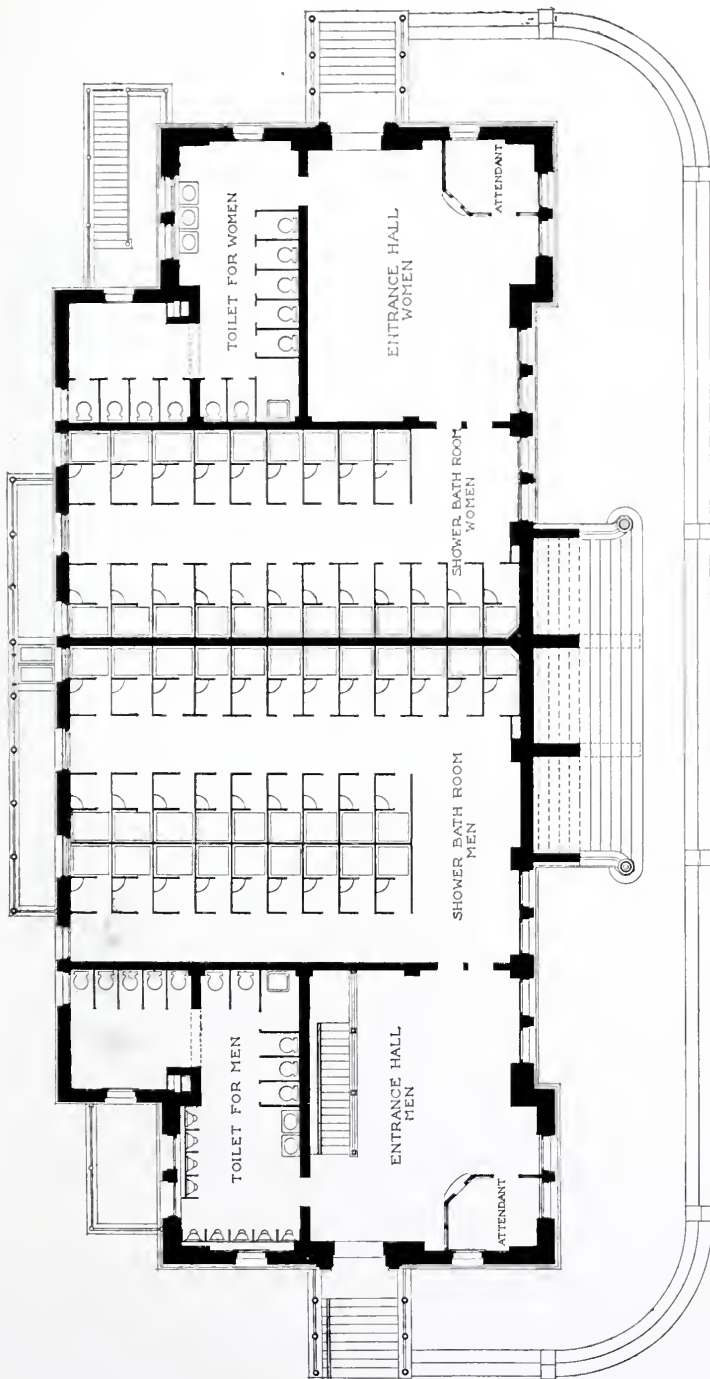 TOILET FOR MEN
ENTRANCE HALL
MEN
ATTENDANT
SHOWER BATH ROOM
MEN
SHOWER BATH ROOM
WOMEN
TOILET FOR WOMEN
ENTRANCE HALL
WOMEN
ATTENDANT